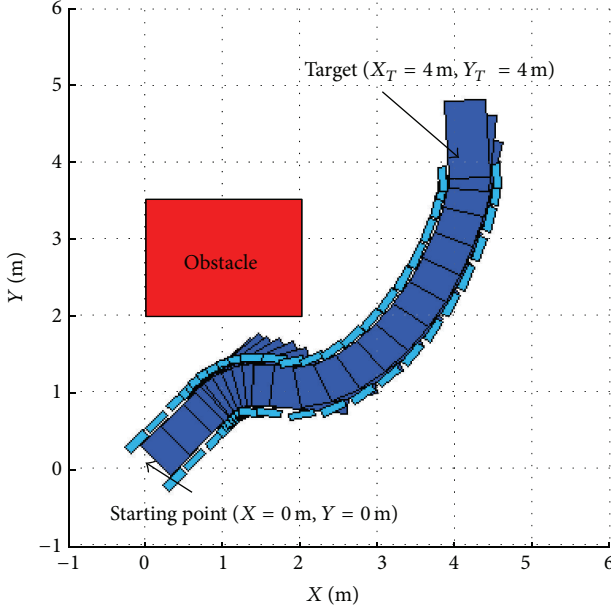 6
5
4
3
2
1
0
−1
Y (m)
Target (X_T = 4 m, Y_T = 4 m)
Obstacle
Starting point (X = 0 m, Y = 0 m)
−1 0 1 2 3 4 5 6
X (m)